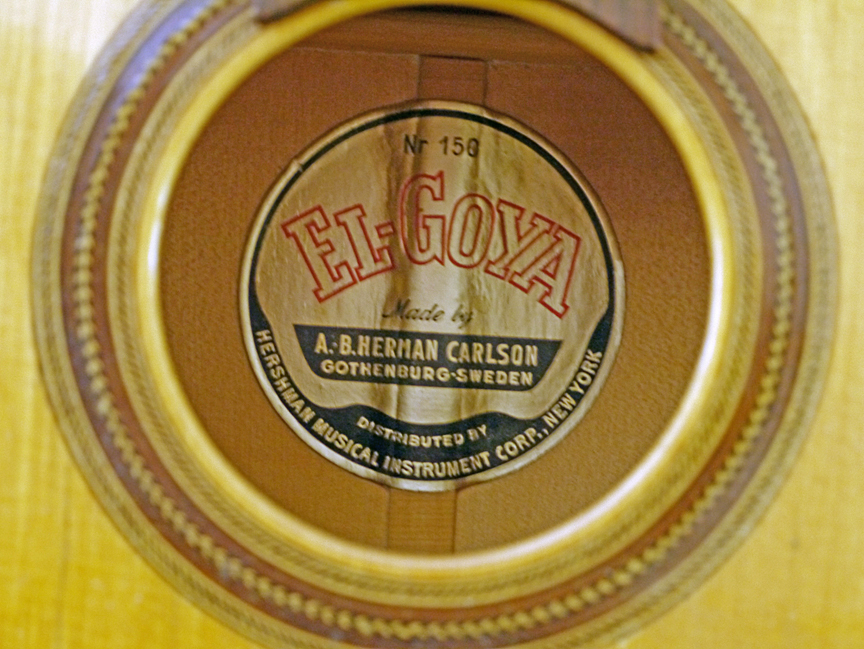 Nr 150
EL-GOYA
Made by
A.-B. HERMAN CARLSON
GOTHENBURG-SWEDEN
DISTRIBUTED BY
HERSHMAN MUSICAL INSTRUMENT CORP., NEW YORK